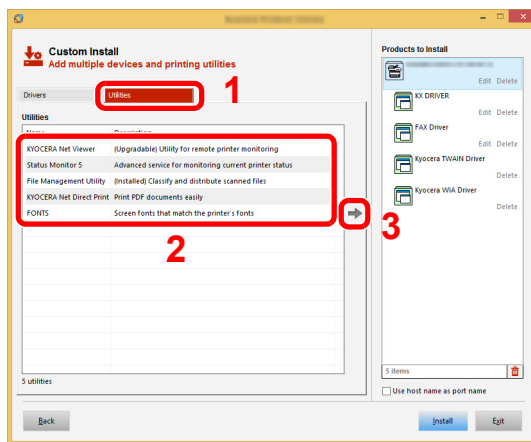 Custom Install
Add multiple devices and printing utilities
1
Drivers
Utilities
Utilities
KYOCERA Net Viewer (Upgradable) Utility for remote printer monitoring
Status Monitor 5 Advanced service for monitoring current printer status
File Management Utility (Installed) Classify and distribute scanned files
KYOCERA Net Direct Print Print PDF documents easily
FONTS Screen fonts that match the printer's fonts
2
3
5 utilities
Back
Products to Install
Edit Delete
KX DRIVER
Edit Delete
FAX Driver
Edit Delete
Kyocera TWAIN Driver
Delete
Kyocera WIA Driver
Delete
5 items
Use host name as port name
Install
Exit